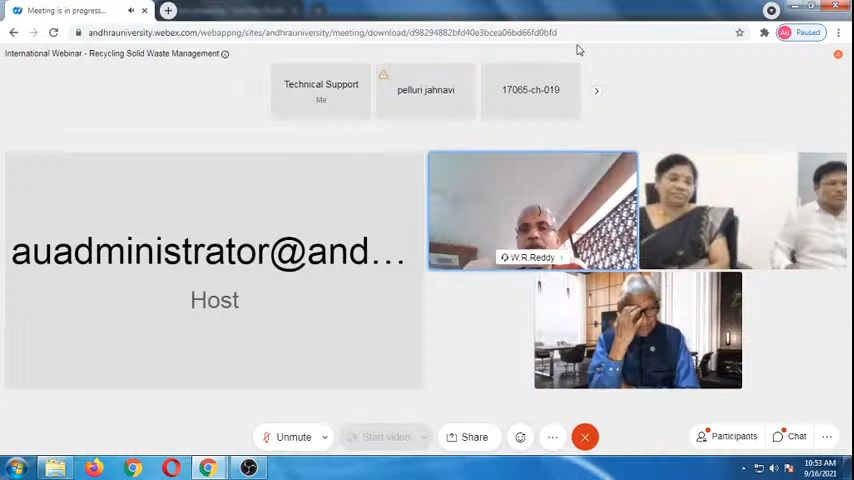 Meeting is in progress...
andhrauniversity.webex.com/webappng/sites/andhrauniversity/meeting/download/d98294882bfd40e3bcea06bd66fd0bfd
Au
Paused
International Webinar - Recycling Solid Waste Management
Technical Support
Me
pelluri jahnavi
17065-ch-019
auadministrator@and...
Host
W.R.Reddy
Unmute
Start video
Share
Participants
Chat
10:53 AM
9/16/2021